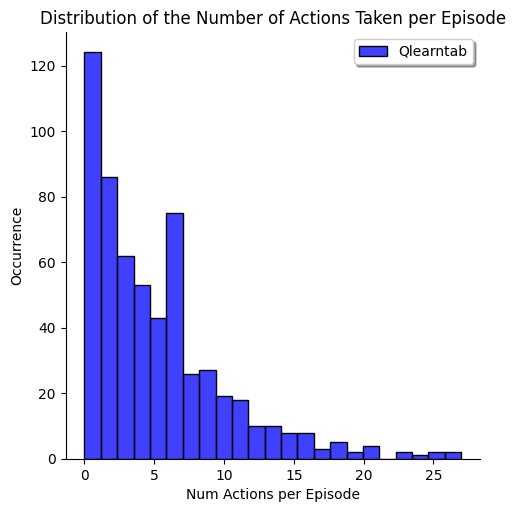 Distribution of the Number of Actions Taken per Episode
Qlearntab
Occurrence
120
100
80
60
40
20
0
0 5 10 15 20 25
Num Actions per Episode